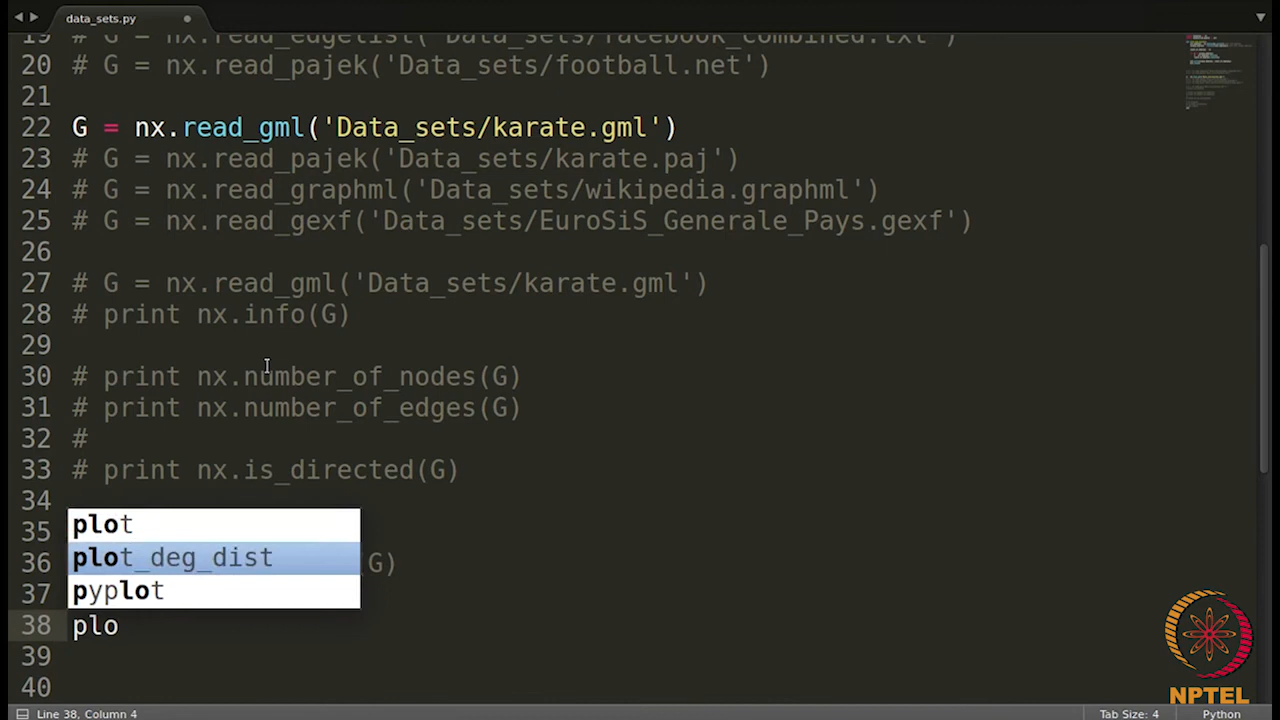 data_sets.py
19 # G = nx.read_edgelist('Data_sets/facebook_combined.txt')
20 # G = nx.read_pajek('Data_sets/football.net')
21
22 G = nx.read_gml('Data_sets/karate.gml')
23 # G = nx.read_pajek('Data_sets/karate.paj')
24 # G = nx.read_graphml('Data_sets/wikipedia.graphml')
25 # G = nx.read_gexf('Data_sets/EuroSiS_Generale_Pays.gexf')
26
27 # G = nx.read_gml('Data_sets/karate.gml')
28 # print nx.info(G)
29
30 # print nx.number_of_nodes(G)
31 # print nx.number_of_edges(G)
32 #
33 # print nx.is_directed(G)
34
plot
35
plot_deg_dist
36 G)
pyplot
37
38 plo
39
40
NPTEL
Line 38, Column 4
Tab Size: 4
Python